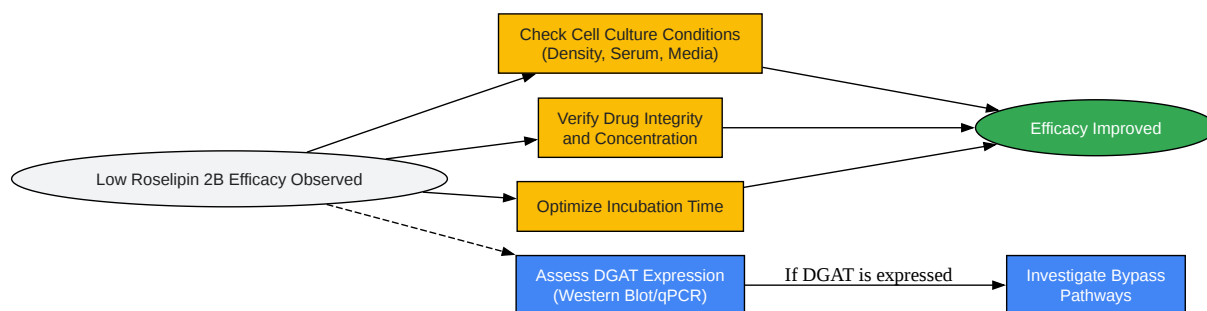 Check Cell Culture Conditions
(Density, Serum, Media)
Verify Drug Integrity
and Concentration
Efficacy Improved
Low Roselipin 2B Efficacy Observed
Optimize Incubation Time
Assess DGAT Expression
(Western Blot/qPCR)
If DGAT is expressed
Investigate Bypass
Pathways